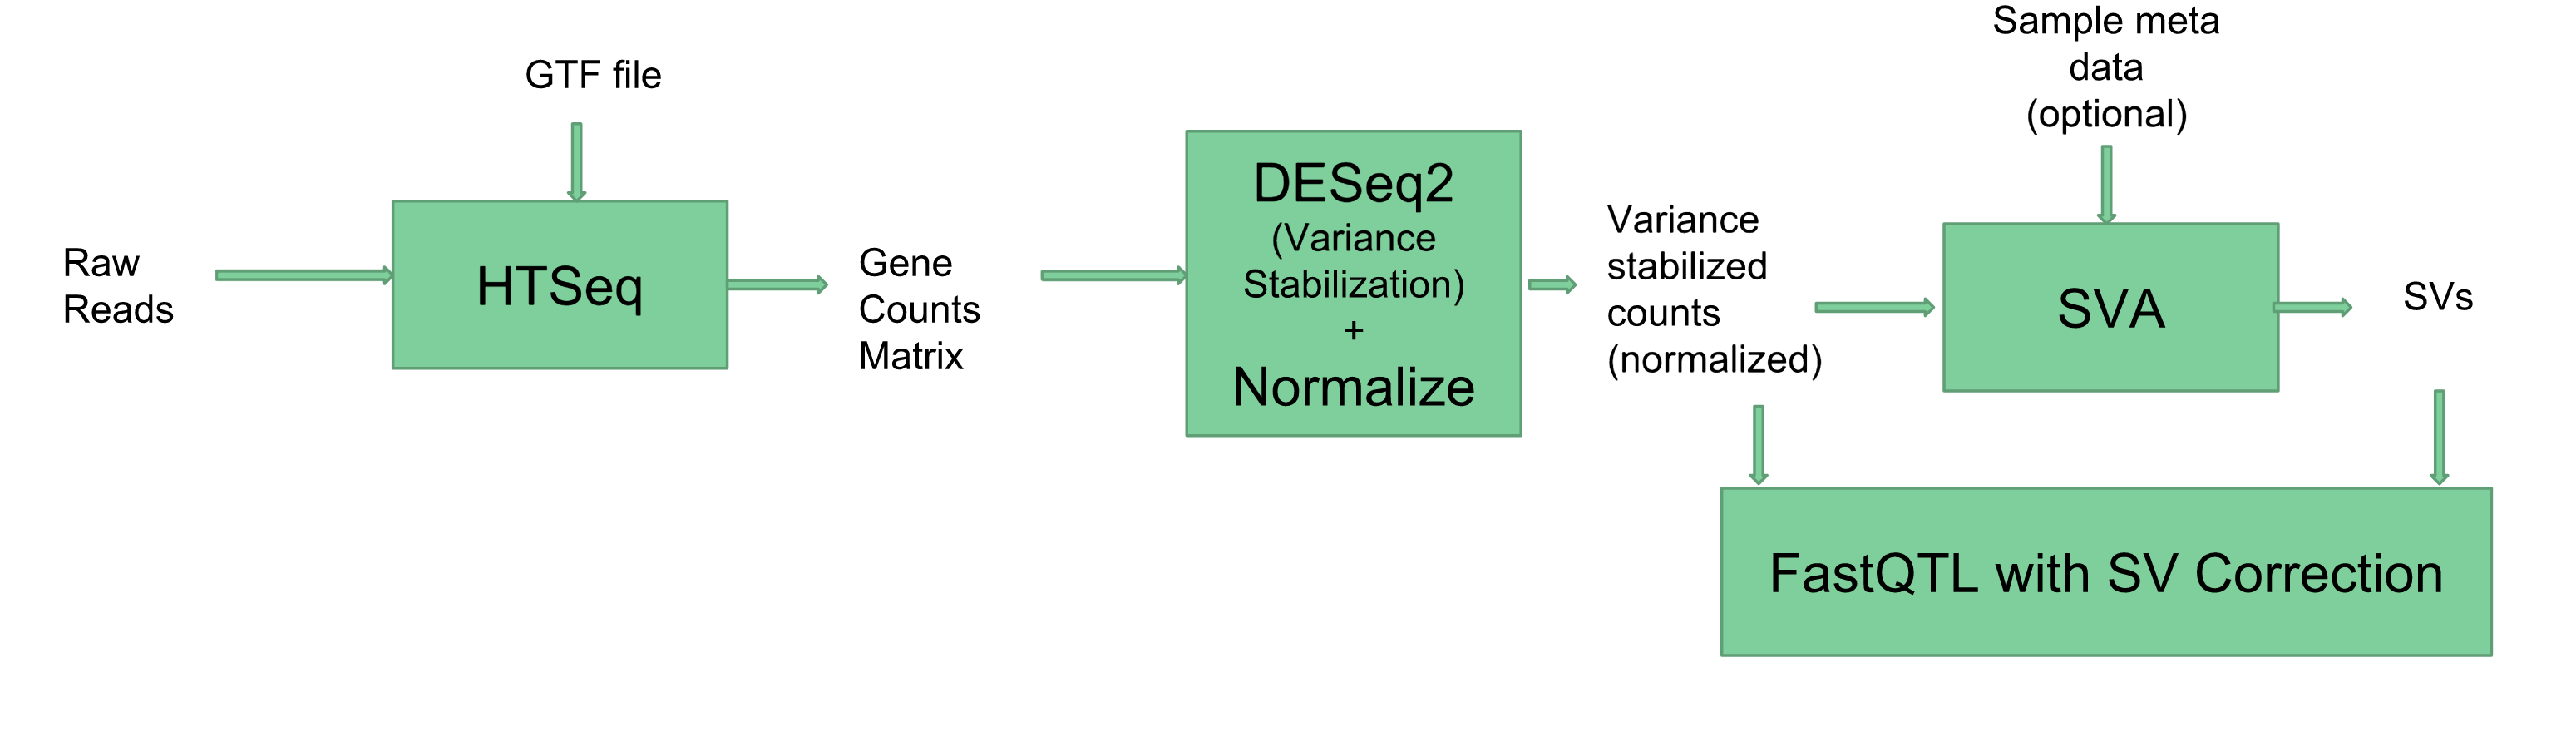 GTF file
Raw
Reads
HTSeq
Gene
Counts
Matrix
DESeq2
(Variance
Stabilization)
+
Normalize
Variance
stabilized
counts
(normalized)
Sample meta
data
(optional)
SVA
SVs
FastQTL with SV Correction